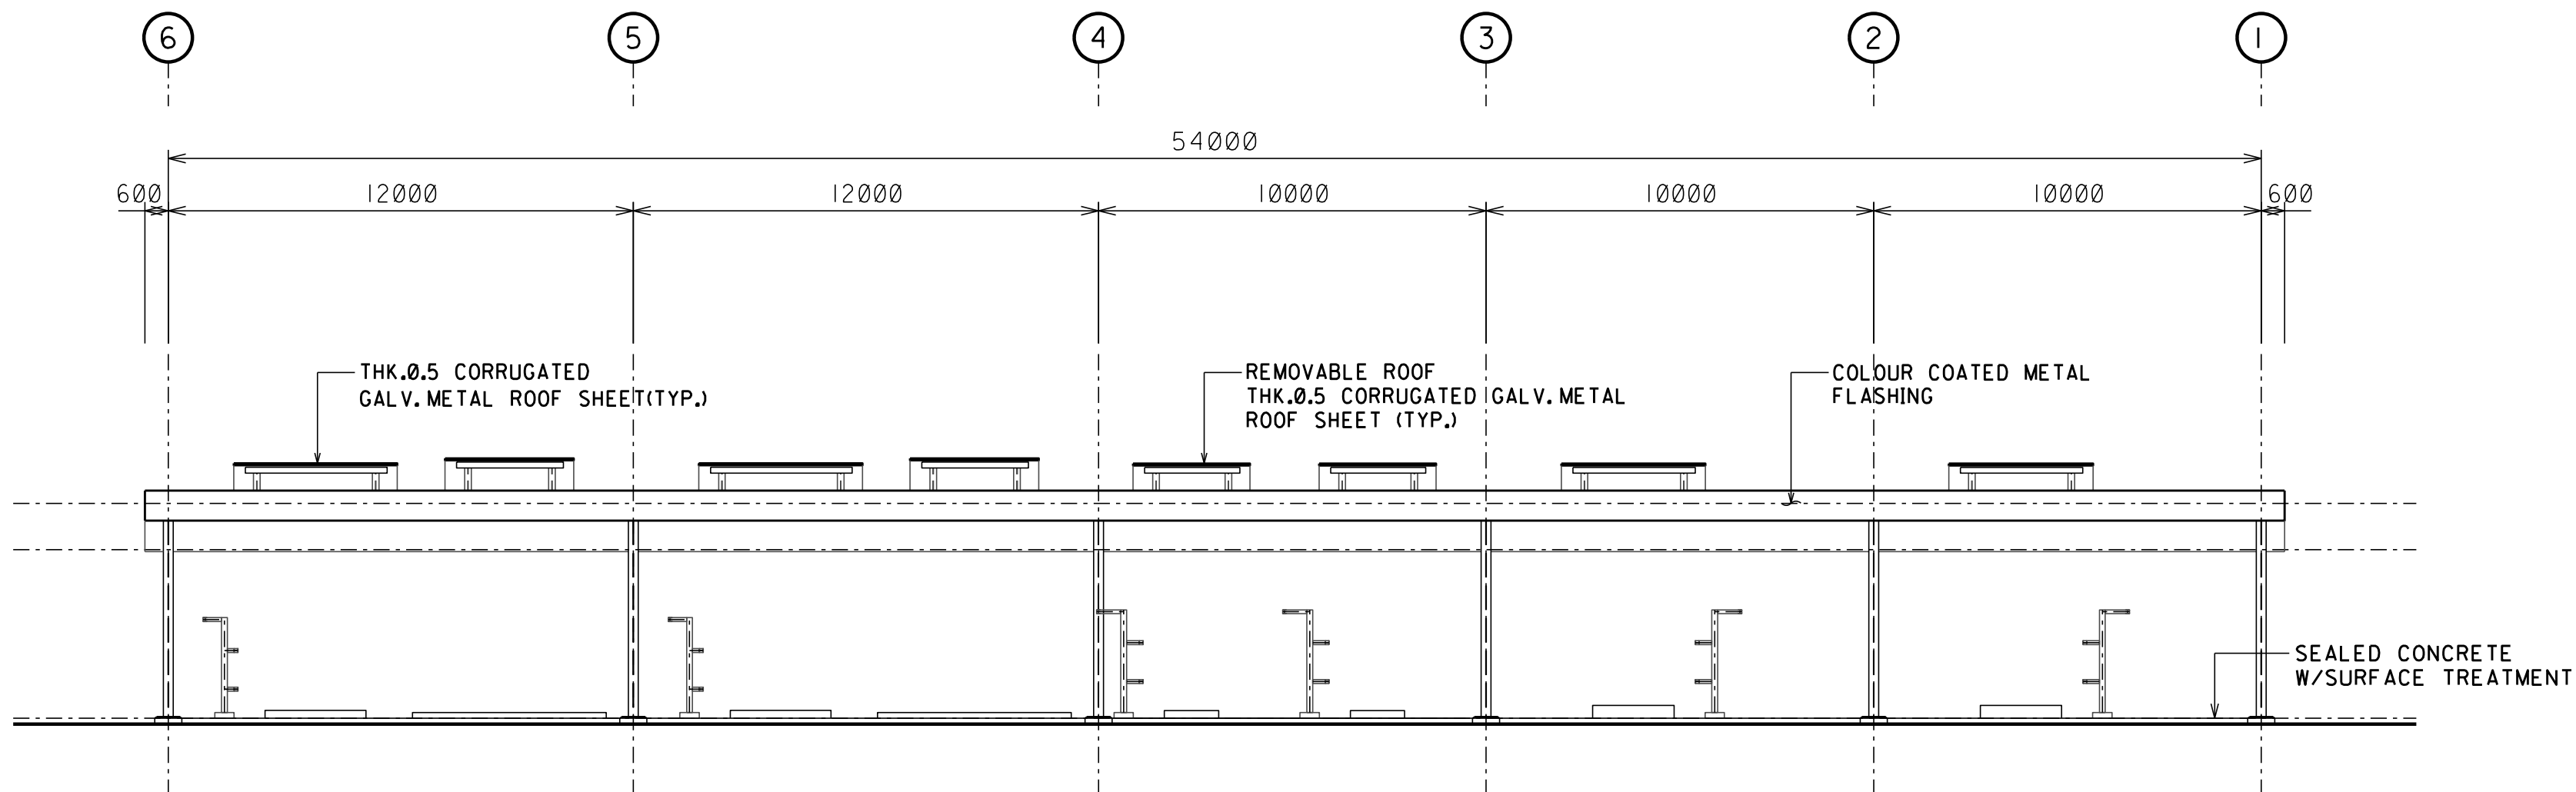 6 5 4 3 2 1
54000
600 12000 12000 10000 10000 10000 600
THK.0.5 CORRUGATED
GALV.METAL ROOF SHEET(TYP.)
REMOVABLE ROOF
THK.0.5 CORRUGATED GALV.METAL
ROOF SHEET (TYP.)
COLOUR COATED METAL
FLASHING
SEALED CONCRETE
W/SURFACE TREATMENT